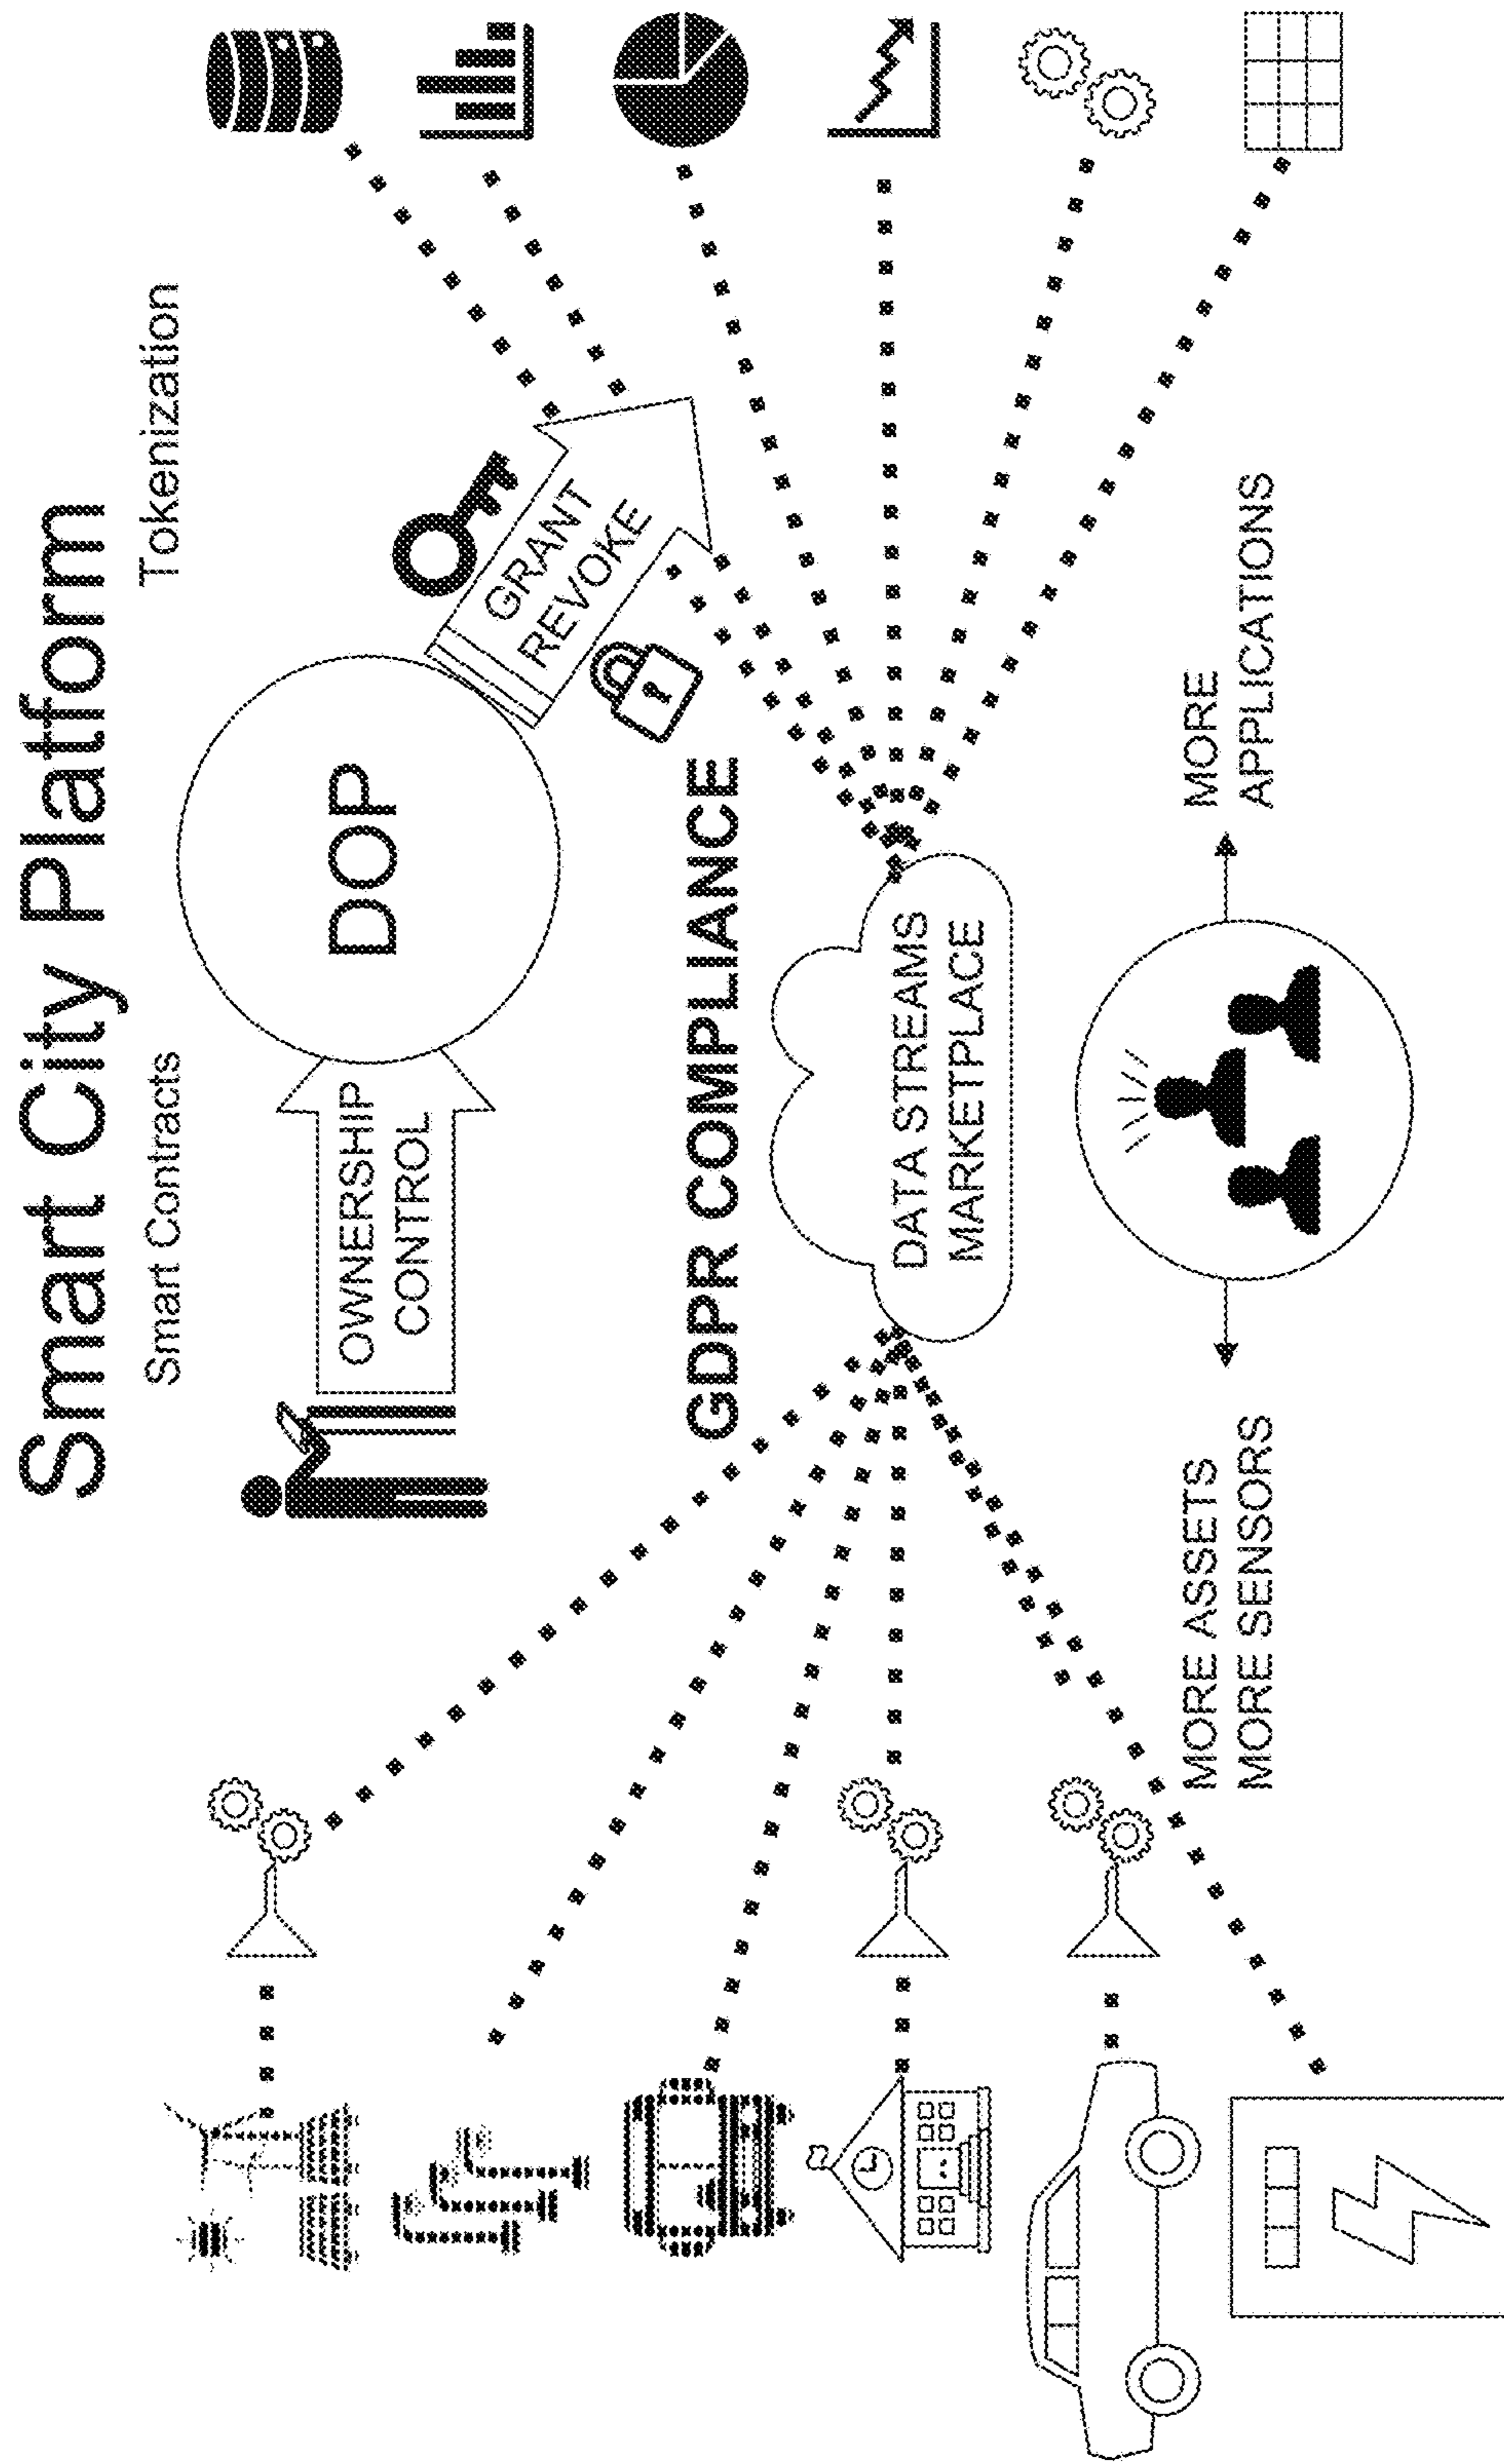 Smart City Platform
Smart Contracts
Tokenization
OWNERSHIP
CONTROL
DOP
GRANT
REVOKE
GDPR COMPLIANCE
DATA STREAMS
MARKETPLACE
MORE ASSETS
MORE SENSORS
MORE
APPLICATIONS